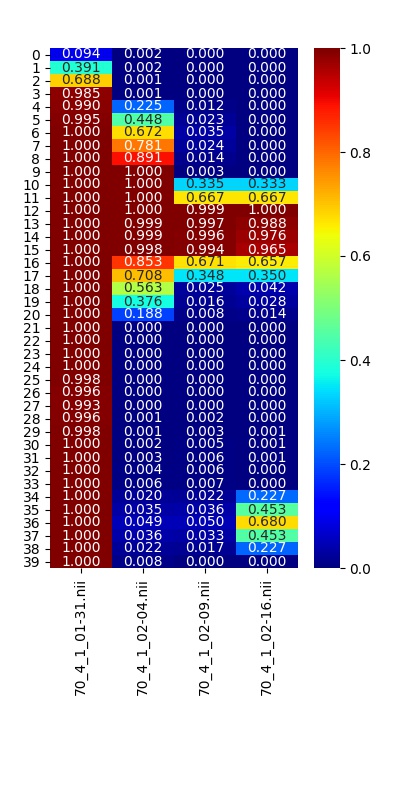 0 0.094 0.002 0.000 0.000 1.0
1 0.391 0.002 0.000 0.000
2 0.688 0.001 0.000 0.000
3 0.985 0.001 0.000 0.000
4 0.990 0.225 0.012 0.000
5 0.995 0.448 0.023 0.000
6 1.000 0.672 0.035 0.000
7 1.000 0.781 0.024 0.000
8 1.000 0.891 0.014 0.000 0.8
9 1.000 1.000 0.003 0.000
10 1.000 1.000 0.335 0.333
11 1.000 1.000 0.667 0.667
12 1.000 1.000 0.999 1.000
13 1.000 0.999 0.997 0.988
14 1.000 0.999 0.996 0.976
15 1.000 0.998 0.994 0.965
16 1.000 0.853 0.671 0.657 0.6
17 1.000 0.708 0.348 0.350
18 1.000 0.563 0.025 0.042
19 1.000 0.376 0.016 0.028
20 1.000 0.188 0.008 0.014
21 1.000 0.000 0.000 0.000
22 1.000 0.000 0.000 0.000
23 1.000 0.000 0.000 0.000
24 1.000 0.000 0.000 0.000 0.4
25 0.998 0.000 0.000 0.000
26 0.996 0.000 0.000 0.000
27 0.993 0.000 0.000 0.000
28 0.996 0.001 0.002 0.000
29 0.998 0.001 0.003 0.001
30 1.000 0.002 0.005 0.001
31 1.000 0.003 0.006 0.001
32 1.000 0.004 0.006 0.000 0.2
33 1.000 0.006 0.007 0.000
34 1.000 0.020 0.022 0.227
35 1.000 0.035 0.036 0.453
36 1.000 0.049 0.050 0.680
37 1.000 0.036 0.033 0.453
38 1.000 0.022 0.017 0.227
39 1.000 0.008 0.000 0.000 0.0
70_4_1_01-31.nii
70_4_1_02-04.nii
70_4_1_02-09.nii
70_4_1_02-16.nii